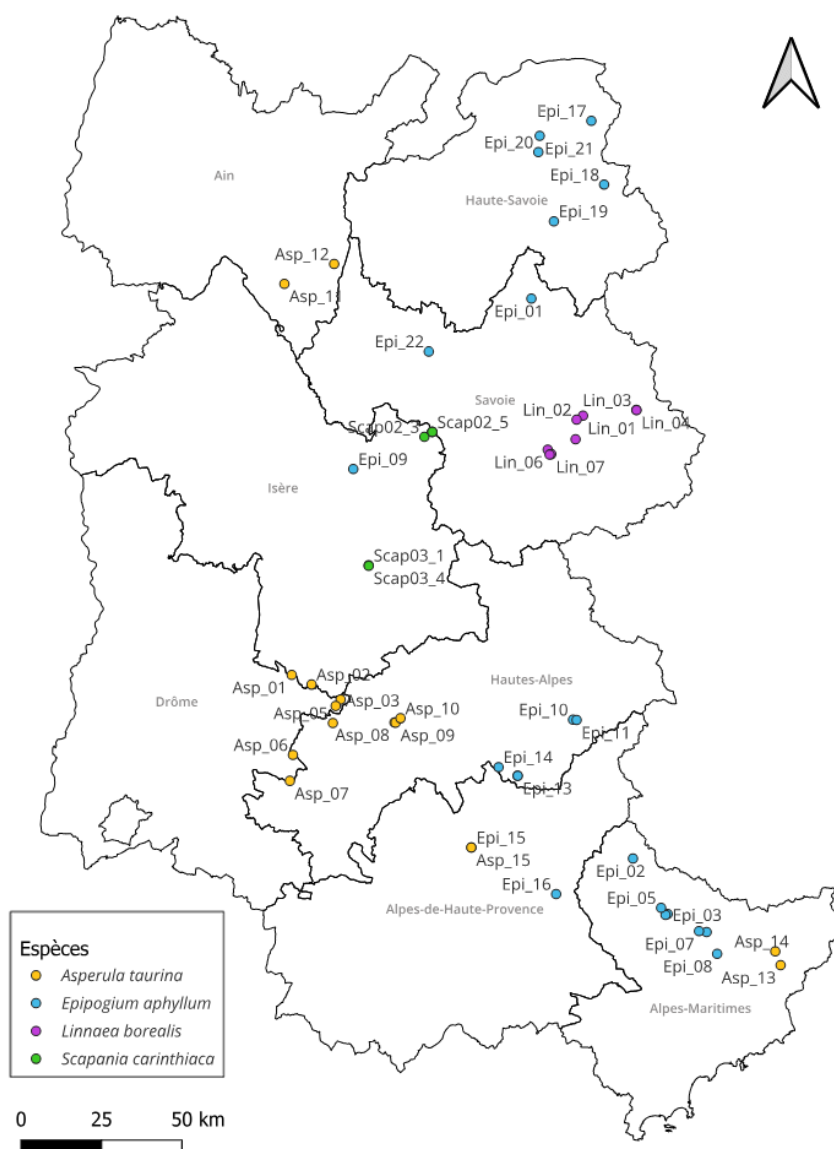 Epi_17
Epi_20
Epi_21
Ain
Epi_18
Haute-Savoie
Epi_19
Asp_12
Asp_11
Epi_01
Epi_22
Savoie
Lin_03
Lin_02
Lin_04
Lin_01
Scap02_3
Scap02_5
Lin_06
Lin_07
Epi_09
Isère
Scap03_1
Scap03_4
Asp_02
Asp_01
Hautes-Alpes
Drôme
Asp_03
Asp_05
Asp_10
Asp_08
Asp_09
Epi_10
Epi_11
Asp_06
Epi_14
Epi_13
Asp_07
Epi_15
Asp_15
Epi_02
Epi_16
Alpes-de-Haute-Provence
Epi_05
Epi_03
Epi_07
Asp_14
Epi_08
Asp_13
Alpes-Maritimes
Espèces
Asperula taurina
Epipogium aphyllum
Linnaea borealis
Scapania carinthiaca
0 25 50 km